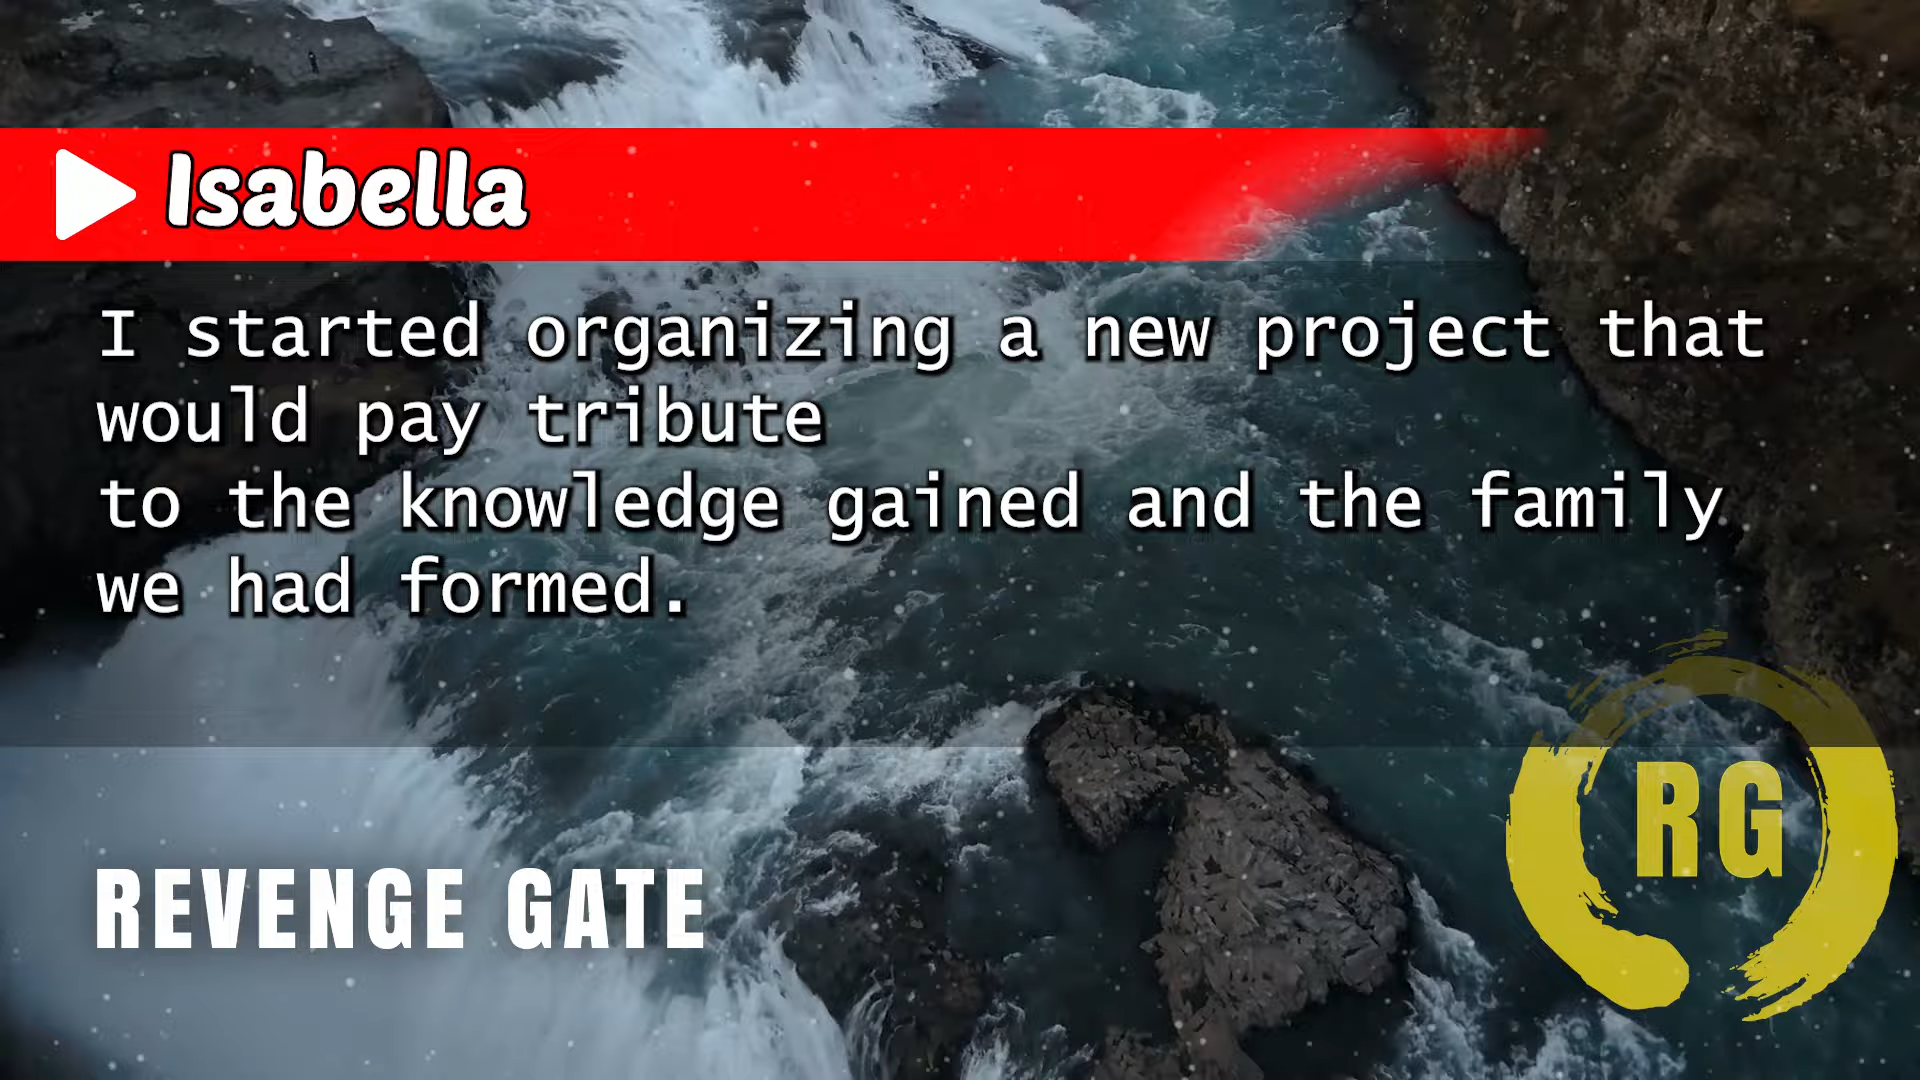 Isabella
I started organizing a new project that
would pay tribute
to the knowledge gained and the family
we had formed.
RG
REVENGE GATE